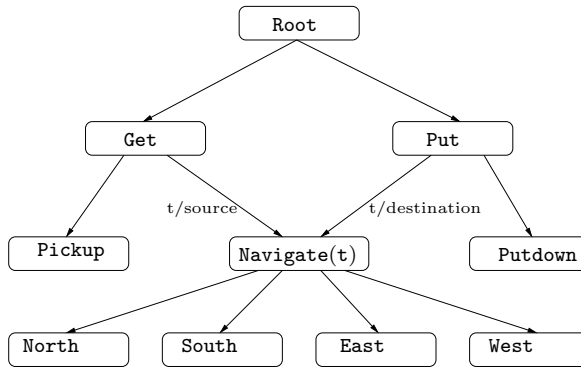 Root
Get
Put
t/source
t/destination
Pickup
Navigate(t)
Putdown
North
South
East
West